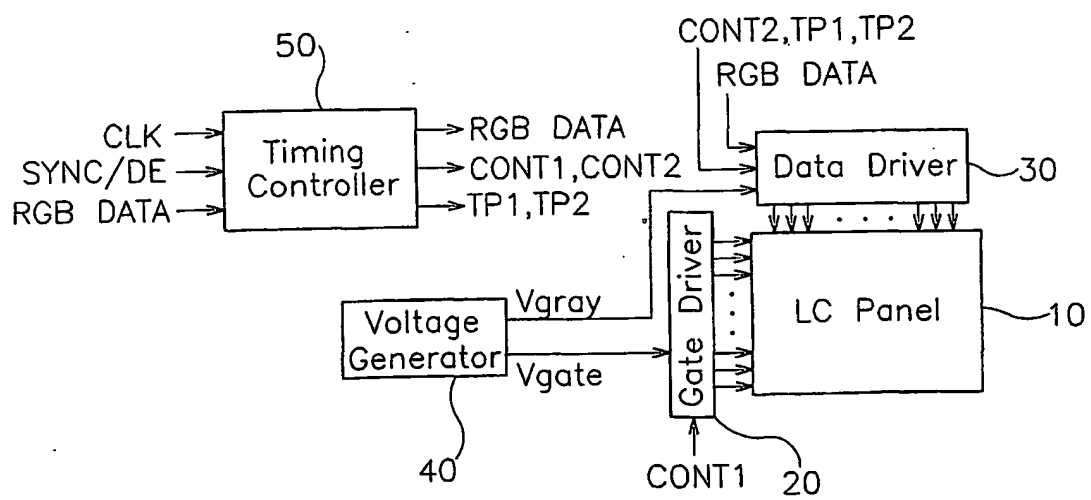 50
CLK
SYNC/DE
RGB DATA
Timing
Controller
RGB DATA
CONT1,CONT2
TP1,TP2
CONT2,TP1,TP2
RGB DATA
Data Driver
30
Gate Driver
LC Panel
10
Voltage
Generator
Vgray
Vgate
40
CONT1
20